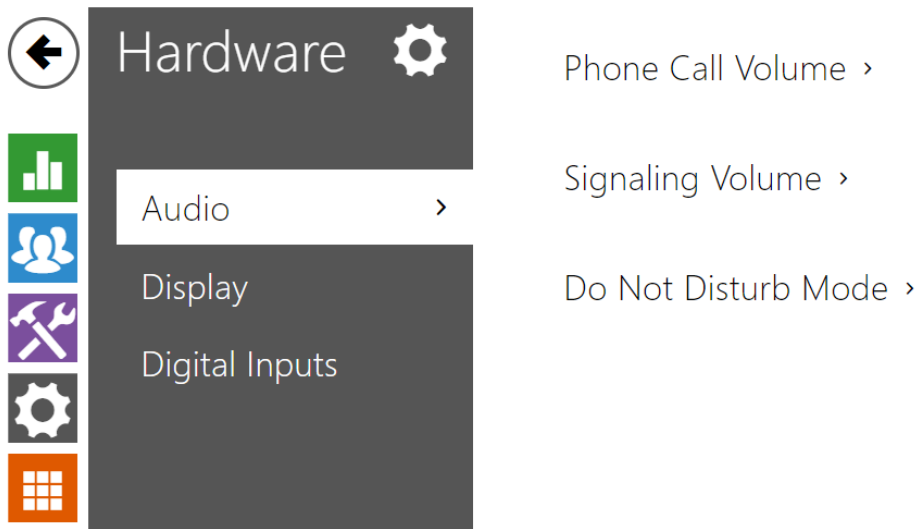 Hardware
Audio
Display
Digital Inputs
Phone Call Volume
Signaling Volume
Do Not Disturb Mode